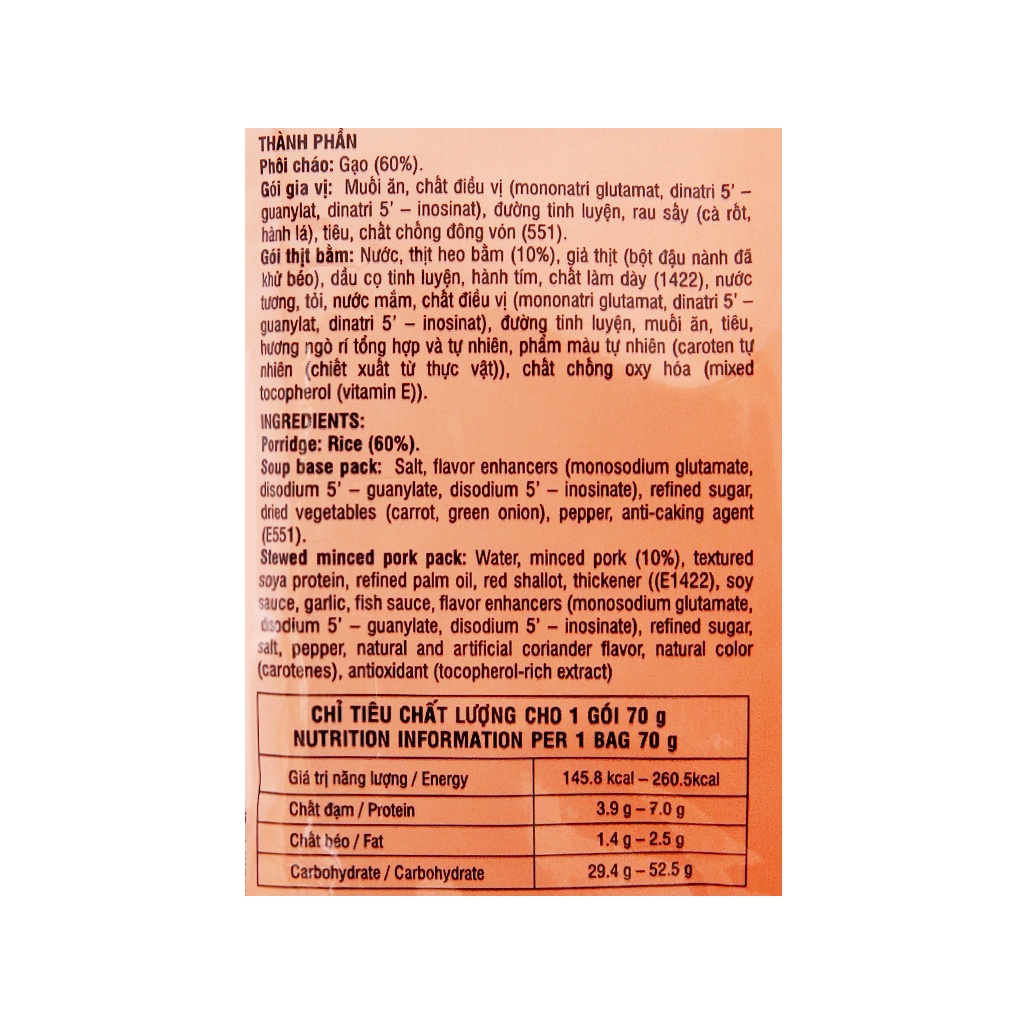 THÀNH PHẦN
Phôi cháo: Gạo (60%).
Gói gia vị: Muối ăn, chất điều vị (mononatri glutamat, dinatri 5' –
guanylat, dinatri 5' – inosinat), đường tinh luyện, rau sấy (cà rốt,
hành lá), tiêu, chất chống đông vón (551).
Gói thịt bằm: Nước, thịt heo bằm (10%), giả thịt (bột đậu nành đã
khử béo), dầu cọ tinh luyện, hành tím, chất làm dày (1422), nước
tương, tỏi, nước mắm, chất điều vị (mononatri glutamat, dinatri 5' –
guanylat, dinatri 5' – inosinat), đường tinh luyện, muối ăn, tiêu,
hương ngò rí tổng hợp và tự nhiên, phẩm màu tự nhiên (caroten tự
nhiên (chiết xuất từ thực vật)), chất chống oxy hóa (mixed
tocopherol (vitamin E)).
INGREDIENTS:
Porridge: Rice (60%).
Soup base pack: Salt, flavor enhancers (monosodium glutamate,
disodium 5' – guanylate, disodium 5' – inosinate), refined sugar,
dried vegetables (carrot, green onion), pepper, anti-caking agent
(E551).
Stewed minced pork pack: Water, minced pork (10%), textured
soya protein, refined palm oil, red shallot, thickener ((E1422), soy
sauce, garlic, fish sauce, flavor enhancers (monosodium glutamate,
disodium 5' – guanylate, disodium 5' – inosinate), refined sugar,
salt, pepper, natural and artificial coriander flavor, natural color
(carotenes), antioxidant (tocopherol-rich extract)
CHỈ TIÊU CHẤT LƯỢNG CHO 1 GÓI 70 g
NUTRITION INFORMATION PER 1 BAG 70 g
Giá trị năng lượng / Energy 145.8 kcal – 260.5kcal
Chất đạm / Protein 3.9 g – 7.0 g
Chất béo / Fat 1.4 g – 2.5 g
Carbohydrate / Carbohydrate 29.4 g – 52.5 g